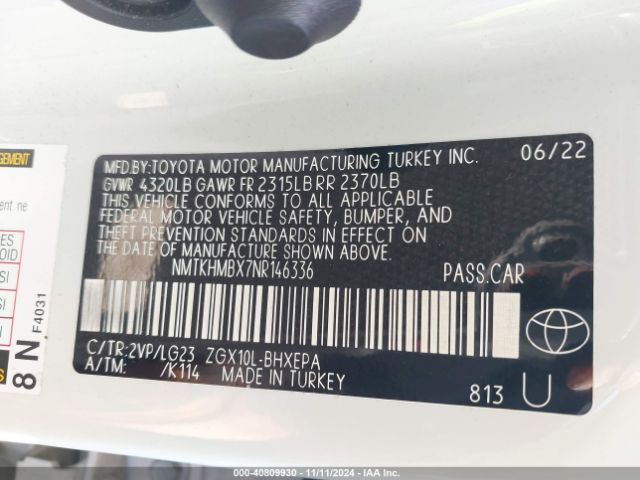 MFD.BY:TOYOTA MOTOR MANUFACTURING TURKEY INC. 06/22
GVWR 4320LB GAWR FR 2315LB RR 2370LB
THIS VEHICLE CONFORMS TO ALL APPLICABLE
FEDERAL MOTOR VEHICLE SAFETY, BUMPER, AND
THEFT PREVENTION STANDARDS IN EFFECT ON
THE DATE OF MANUFACTURE SHOWN ABOVE.
NMTKHMBX7NR146336 PASS.CAR
C/TR:2VP/LG23 ZGX10L-BHXEPA
A/TM: /K114 MADE IN TURKEY
813 U
8 N F4031
000-40809930 - 11/11/2024 - IAA Inc.